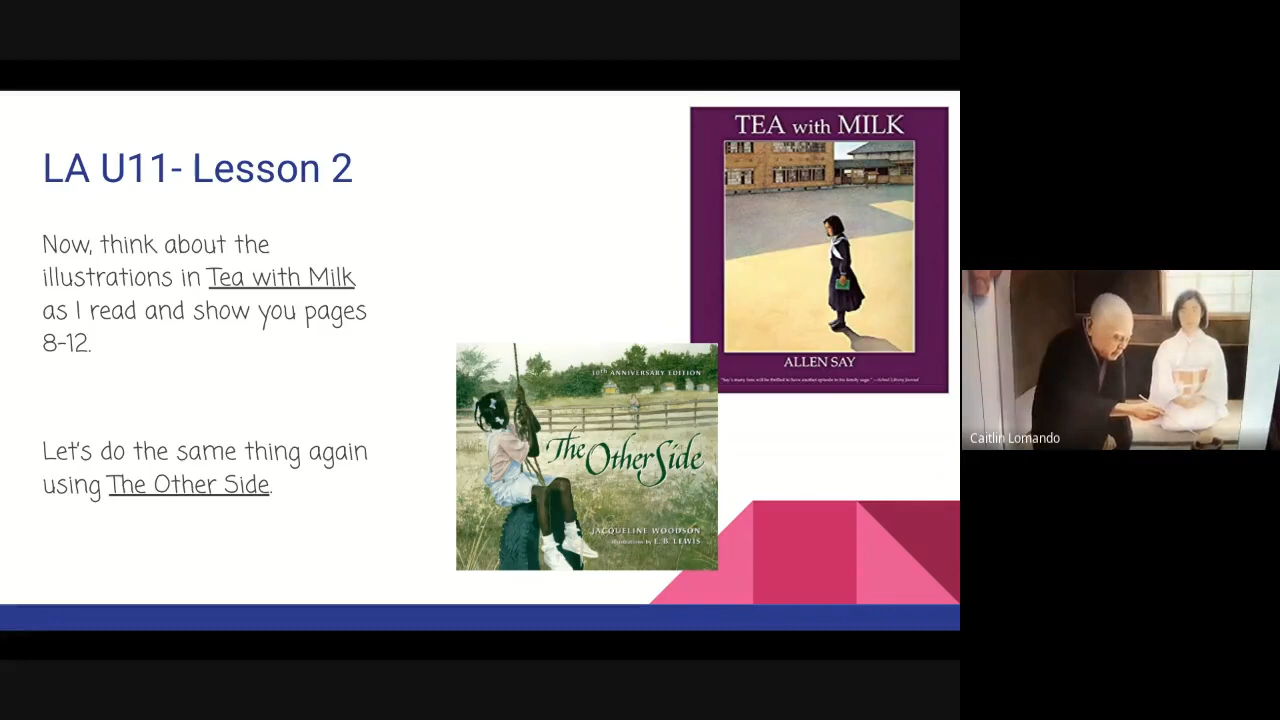 LA U11- Lesson 2
Now, think about the
illustrations in Tea with Milk
as I read and show you pages
8-12.
Let's do the same thing again
using The Other Side.
TEA with MILK
ALLEN SAY
10th ANNIVERSARY EDITION
The Other Side
JACQUELINE WOODSON
illustrations by E. B. LEWIS
Caitlin Lomando